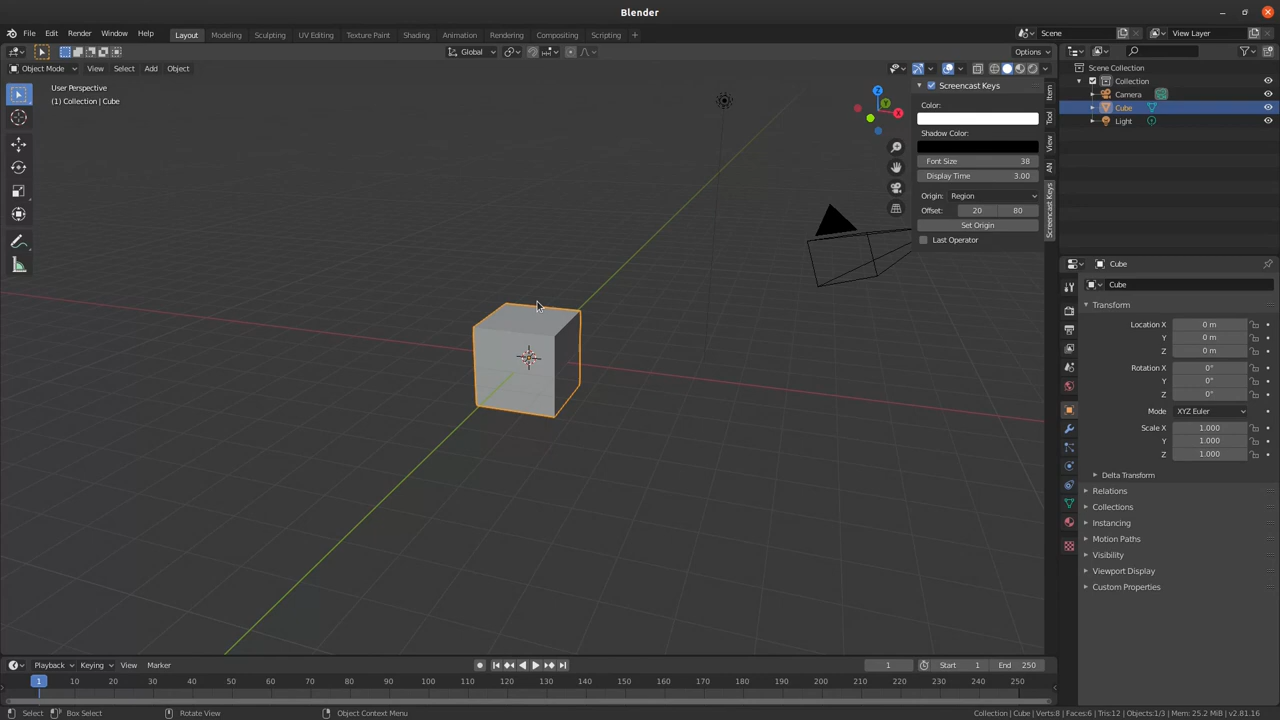 Blender
File Edit Render Window Help Layout Modeling Sculpting UV Editing Texture Paint Shading Animation Rendering Compositing Scripting + Scene View Layer
Global Options
Object Mode View Select Add Object
User Perspective
(1) Collection | Cube
Z
Y
X
Screencast Keys
Color:
Shadow Color:
Font Size 38
Display Time 3.00
Origin: Region
Offset: 20 80
Set Origin
Last Operator
Item
Tool
View
AN
Screencast Keys
Scene Collection
Collection
Camera
Cube
Light
Cube
Cube
Transform
Location X 0 m
Y 0 m
Z 0 m
Rotation X 0°
Y 0°
Z 0°
Mode XYZ Euler
Scale X 1.000
Y 1.000
Z 1.000
Delta Transform
Relations
Collections
Instancing
Motion Paths
Visibility
Viewport Display
Custom Properties
Playback Keying View Marker 1 Start 1 End 250
1 10 20 30 40 50 60 70 80 90 100 110 120 130 140 150 160 170 180 190 200 210 220 230 240 250
Select Box Select Rotate View Object Context Menu Collection | Cube | Verts:8 | Faces:6 | Tris:12 | Objects:1/3 | Mem: 25.2 MiB | v2.81.16